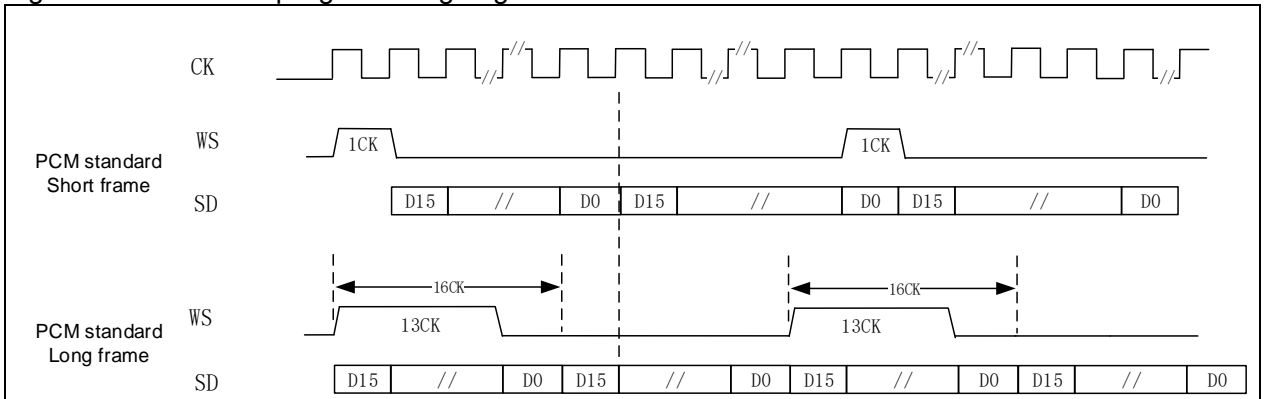 CK
//
//
//
//
//
//
//
PCM standard
Short frame
WS
1CK
1CK
SD
D15
//
D0
D15
//
D0
D15
//
D0
16CK
16CK
PCM standard
Long frame
WS
13CK
13CK
SD
D15
//
D0
D15
//
D0
D15
//
D0
D15
//
D0